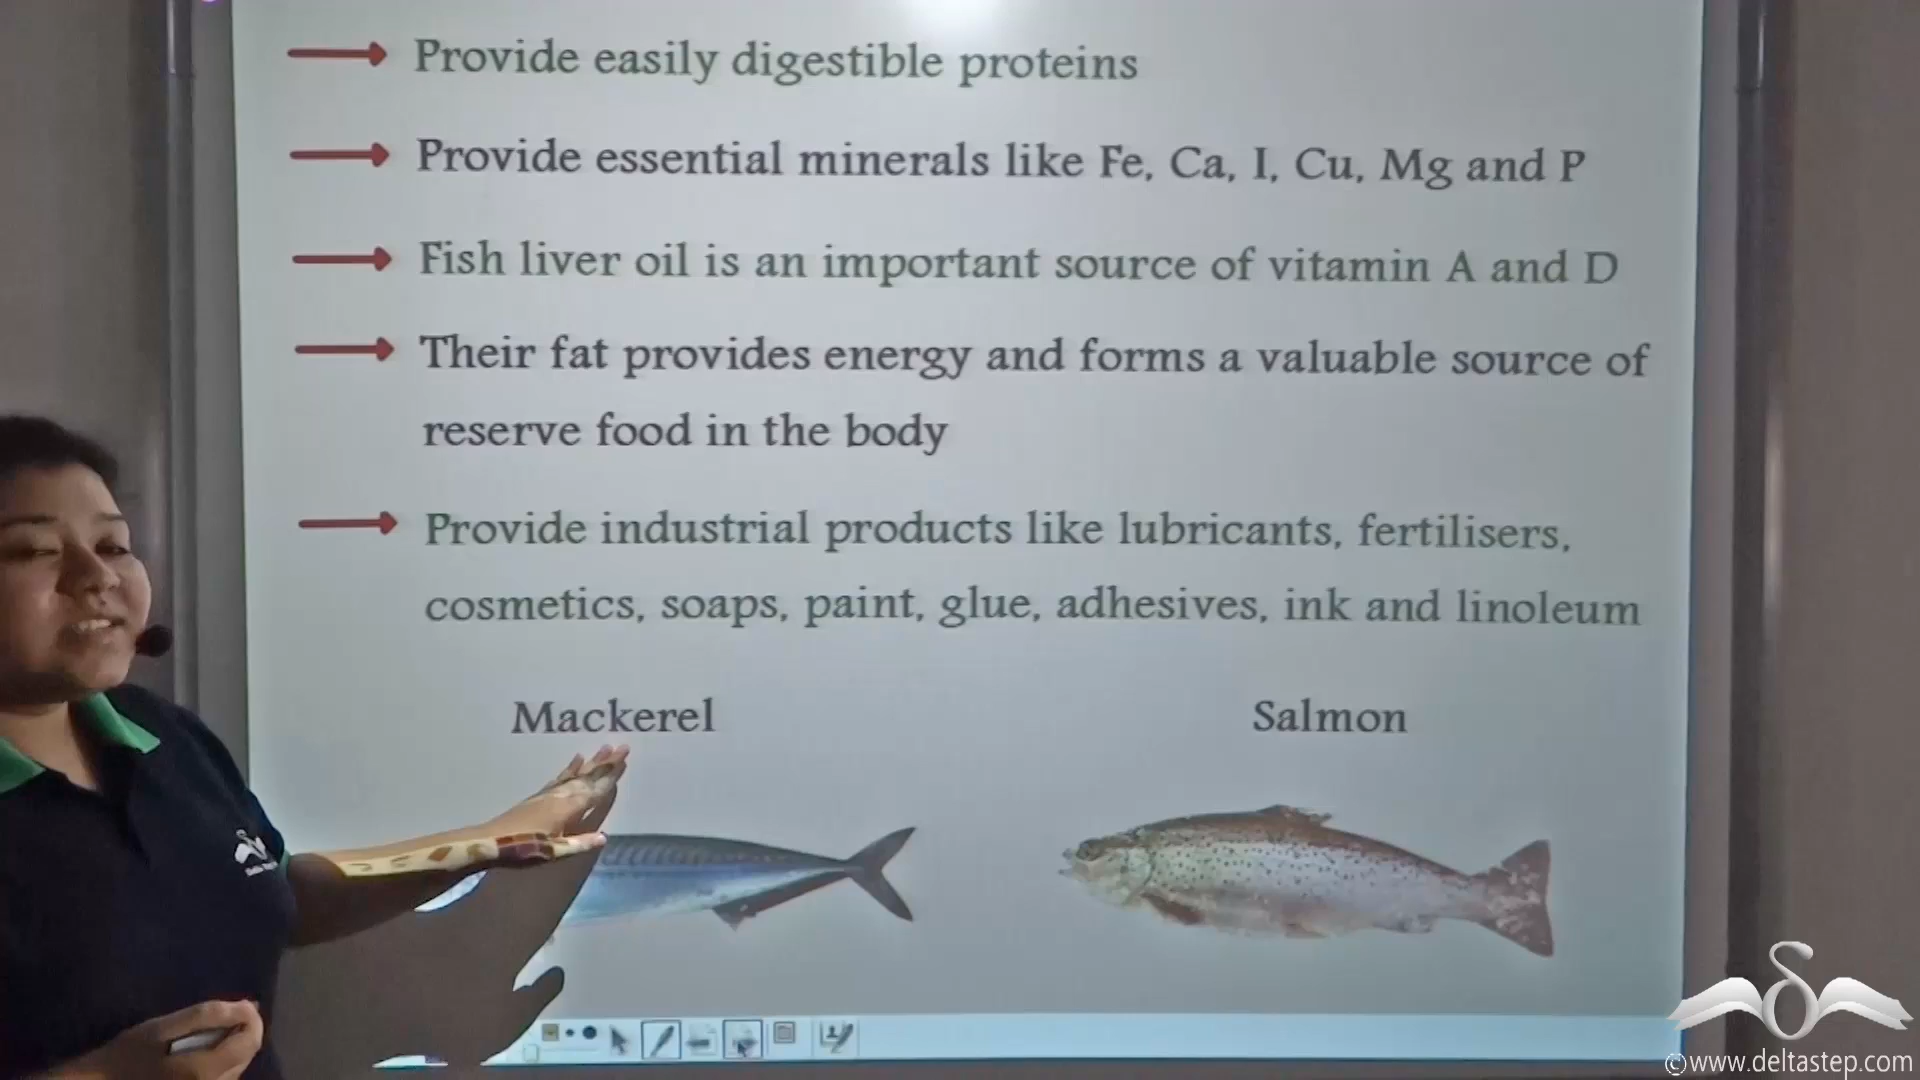 Provide easily digestible proteins
Provide essential minerals like Fe, Ca, I, Cu, Mg and P
Fish liver oil is an important source of vitamin A and D
Their fat provides energy and forms a valuable source of
reserve food in the body
Provide industrial products like lubricants, fertilisers,
cosmetics, soaps, paint, glue, adhesives, ink and linoleum
Mackerel
Salmon
©www.deltastep.com